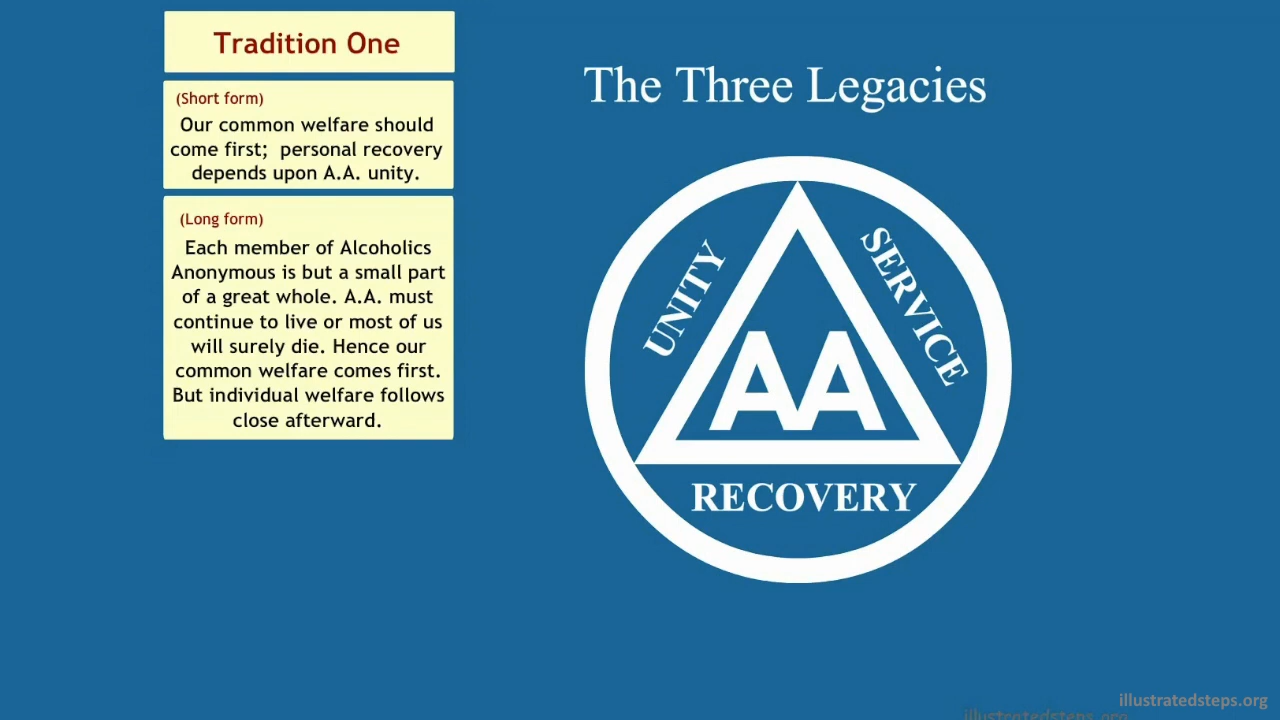 Tradition One
(Short form)
Our common welfare should
come first;  personal recovery
depends upon A.A. unity.
(Long form)
Each member of Alcoholics
Anonymous is but a small part
of a great whole. A.A. must
continue to live or most of us
will surely die. Hence our
common welfare comes first.
But individual welfare follows
close afterward.
The Three Legacies
UNITY
SERVICE
AA
RECOVERY
illustratedsteps.org
illustratedsteps.org